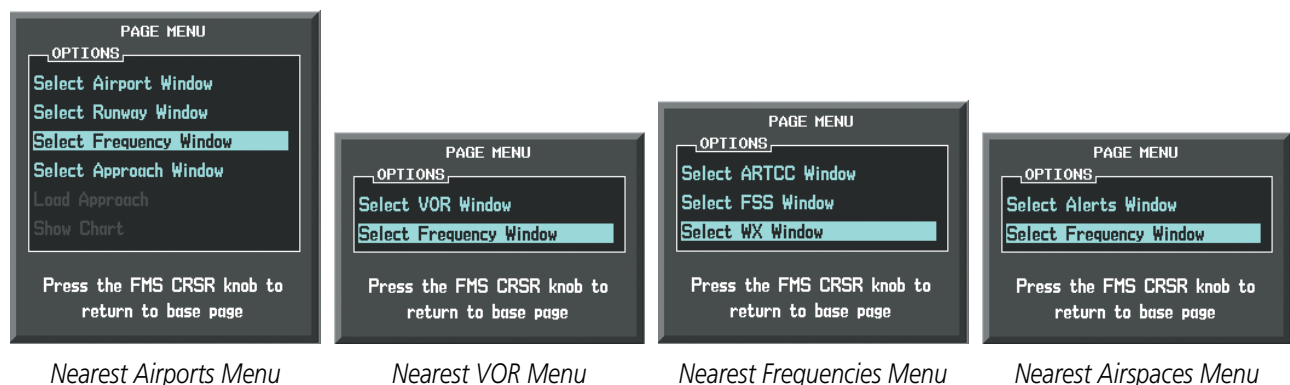 PAGE MENU
OPTIONS
Select Airport Window
Select Runway Window
Select Frequency Window
Select Approach Window
Load Approach
Show Chart
Press the FMS CRSR knob to
return to base page
Nearest Airports Menu
PAGE MENU
OPTIONS
Select VOR Window
Select Frequency Window
Press the FMS CRSR knob to
return to base page
Nearest VOR Menu
PAGE MENU
OPTIONS
Select ARTCC Window
Select FSS Window
Select WX Window
Press the FMS CRSR knob to
return to base page
Nearest Frequencies Menu
PAGE MENU
OPTIONS
Select Alerts Window
Select Frequency Window
Press the FMS CRSR knob to
return to base page
Nearest Airspaces Menu